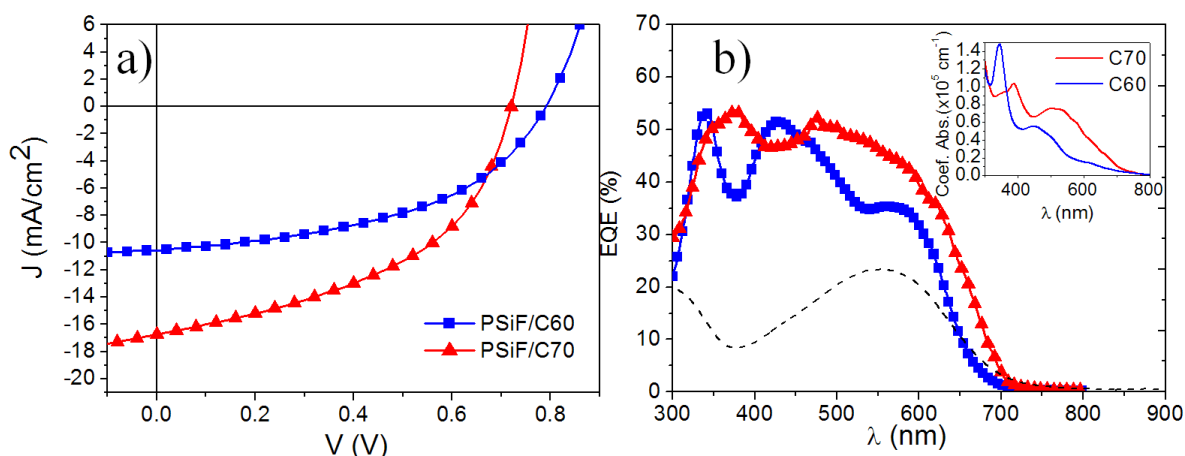 a)
6
4
2
0
-2
-4
-6
-8
-10
-12
-14
-16
-18
-20
J (mA/cm²)
0.0 0.2 0.4 0.6 0.8
V (V)
PSiF/C60
PSiF/C70
b)
70
60
50
40
30
20
10
0
EQE (%)
300 400 500 600 700 800 900
λ (nm)
C70
C60
1.4
1.2
1.0
0.8
0.6
0.4
0.2
0.0
Coef. Abs.(x10⁵ cm⁻¹)
400 600 800
λ (nm)